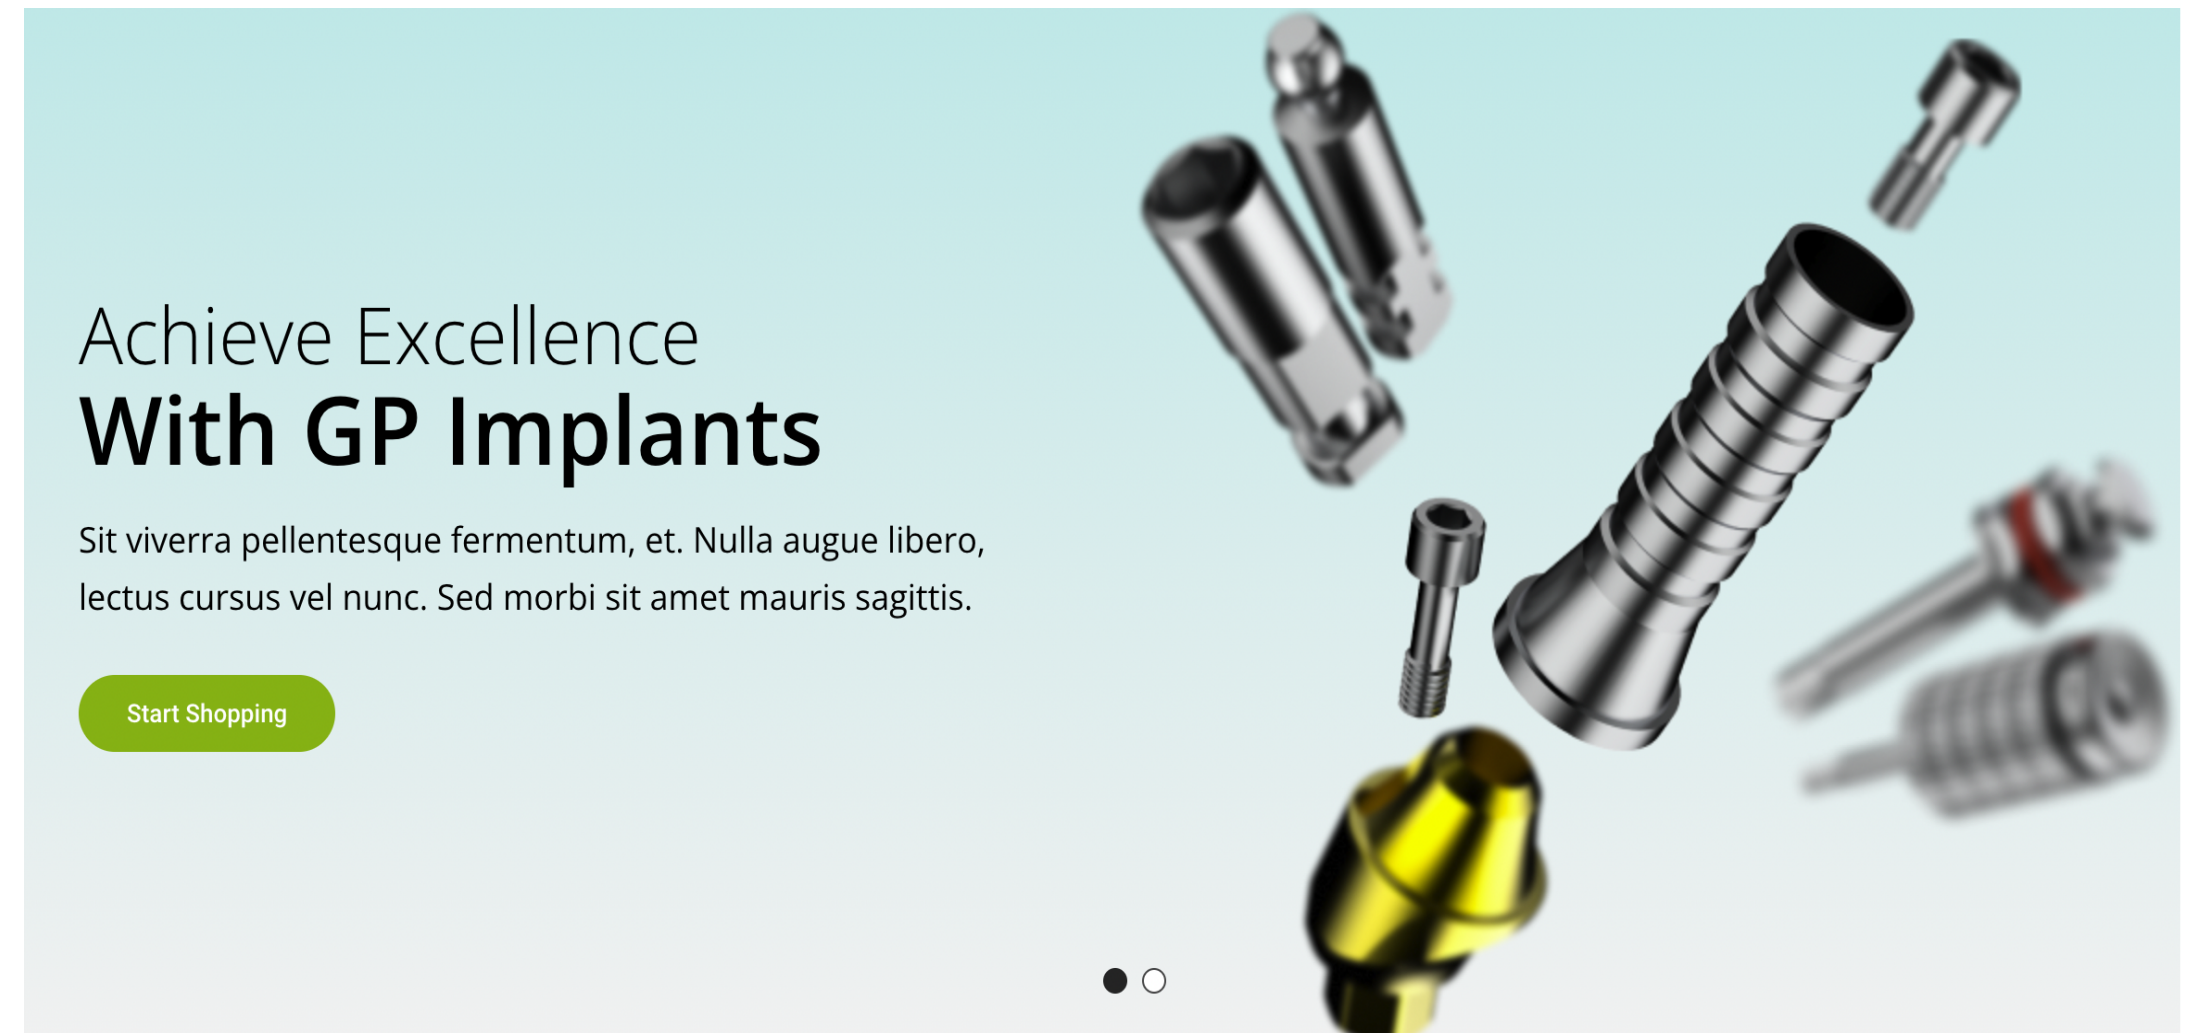 Achieve Excellence
With GP Implants
Sit viverra pellentesque fermentum, et. Nulla augue libero,
lectus cursus vel nunc. Sed morbi sit amet mauris sagittis.
Start Shopping